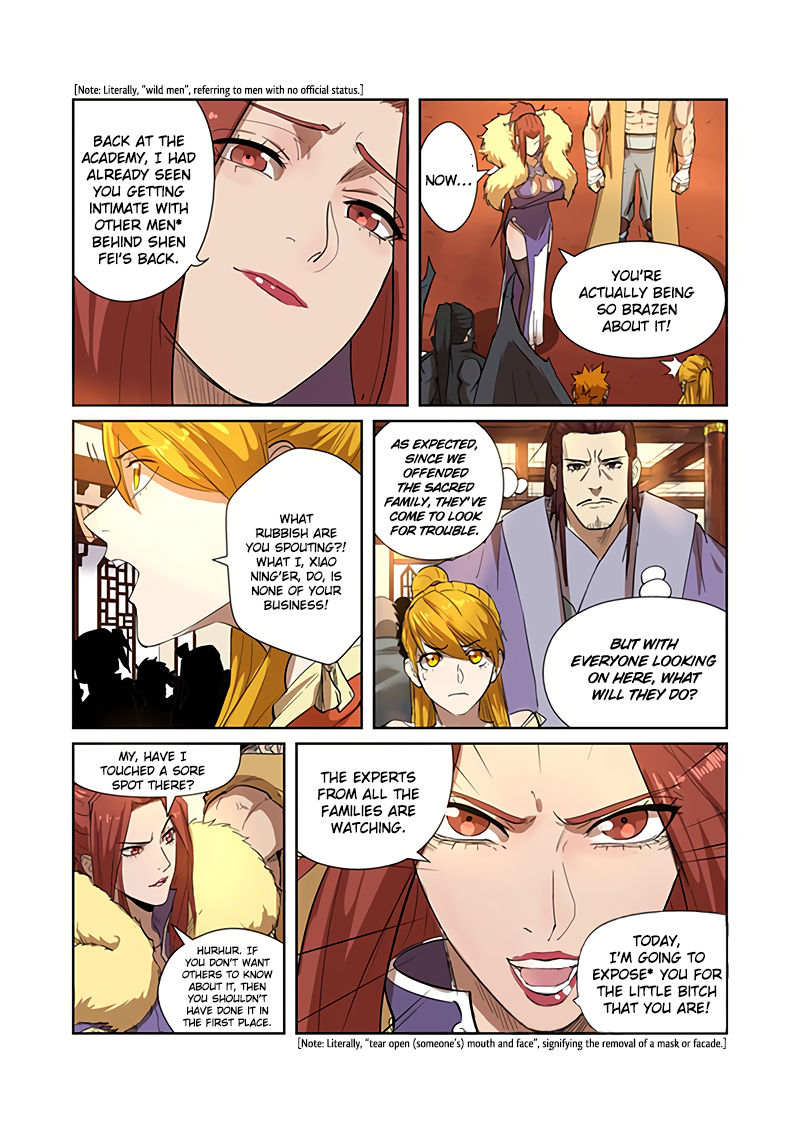 [Note: Literally, "wild men", referring to men with no official status.]
BACK AT THE
ACADEMY, I HAD
ALREADY SEEN
YOU GETTING
INTIMATE WITH
OTHER MEN*
BEHIND SHEN
FEI'S BACK.
NOW...
YOU'RE
ACTUALLY BEING
SO BRAZEN
ABOUT IT!
WHAT
RUBBISH ARE
YOU SPOUTING?!
WHAT I, XIAO
NING'ER, DO, IS
NONE OF YOUR
BUSINESS!
AS EXPECTED,
SINCE WE
OFFENDED
THE SACRED
FAMILY, THEY'VE
COME TO LOOK
FOR TROUBLE.
BUT WITH
EVERYONE LOOKING
ON HERE, WHAT
WILL THEY DO?
MY, HAVE I
TOUCHED A SORE
SPOT THERE?
HURHUR. IF
YOU DON'T WANT
OTHERS TO KNOW
ABOUT IT, THEN
YOU SHOULDN'T
HAVE DONE IT IN
THE FIRST PLACE.
THE EXPERTS
FROM ALL THE
FAMILIES ARE
WATCHING.
TODAY,
I'M GOING TO
EXPOSE* YOU FOR
THE LITTLE BITCH
THAT YOU ARE!
[Note: Literally, "tear open (someone's) mouth and face", signifying the removal of a mask or facade.]